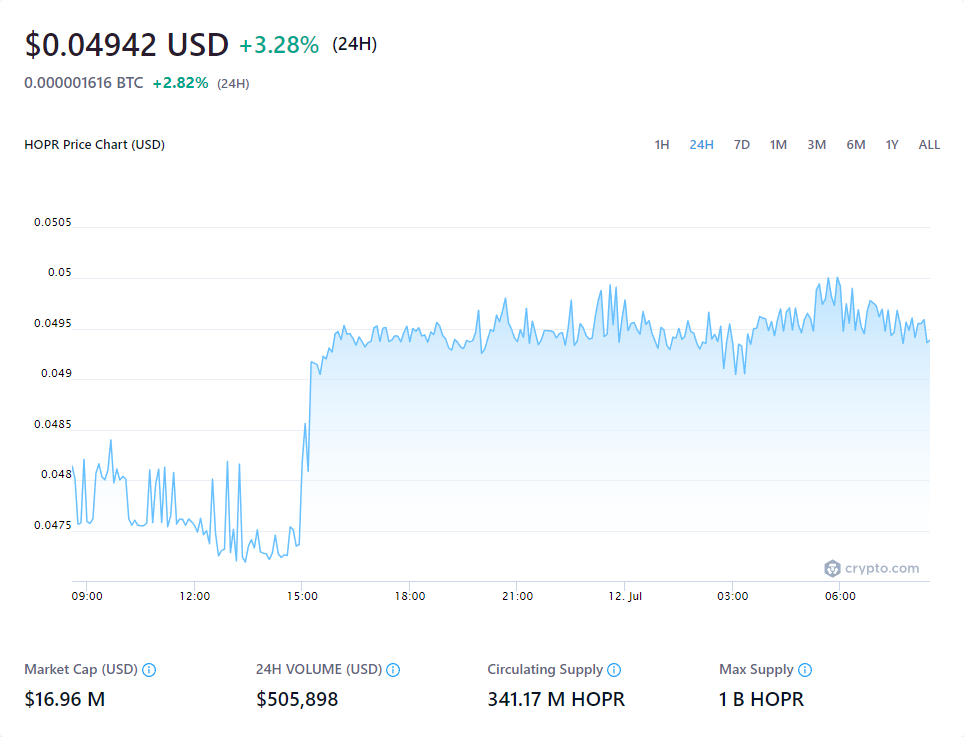 $0.04942 USD +3.28% (24H)
0.000001616 BTC +2.82% (24H)
HOPR Price Chart (USD) 1H 24H 7D 1M 3M 6M 1Y ALL
0.0505
0.05
0.0495
0.049
0.0485
0.048
0.0475
crypto.com
09:00 12:00 15:00 18:00 21:00 12. Jul 03:00 06:00
Market Cap (USD) 24H VOLUME (USD) Circulating Supply Max Supply
$16.96 M $505,898 341.17 M HOPR 1 B HOPR